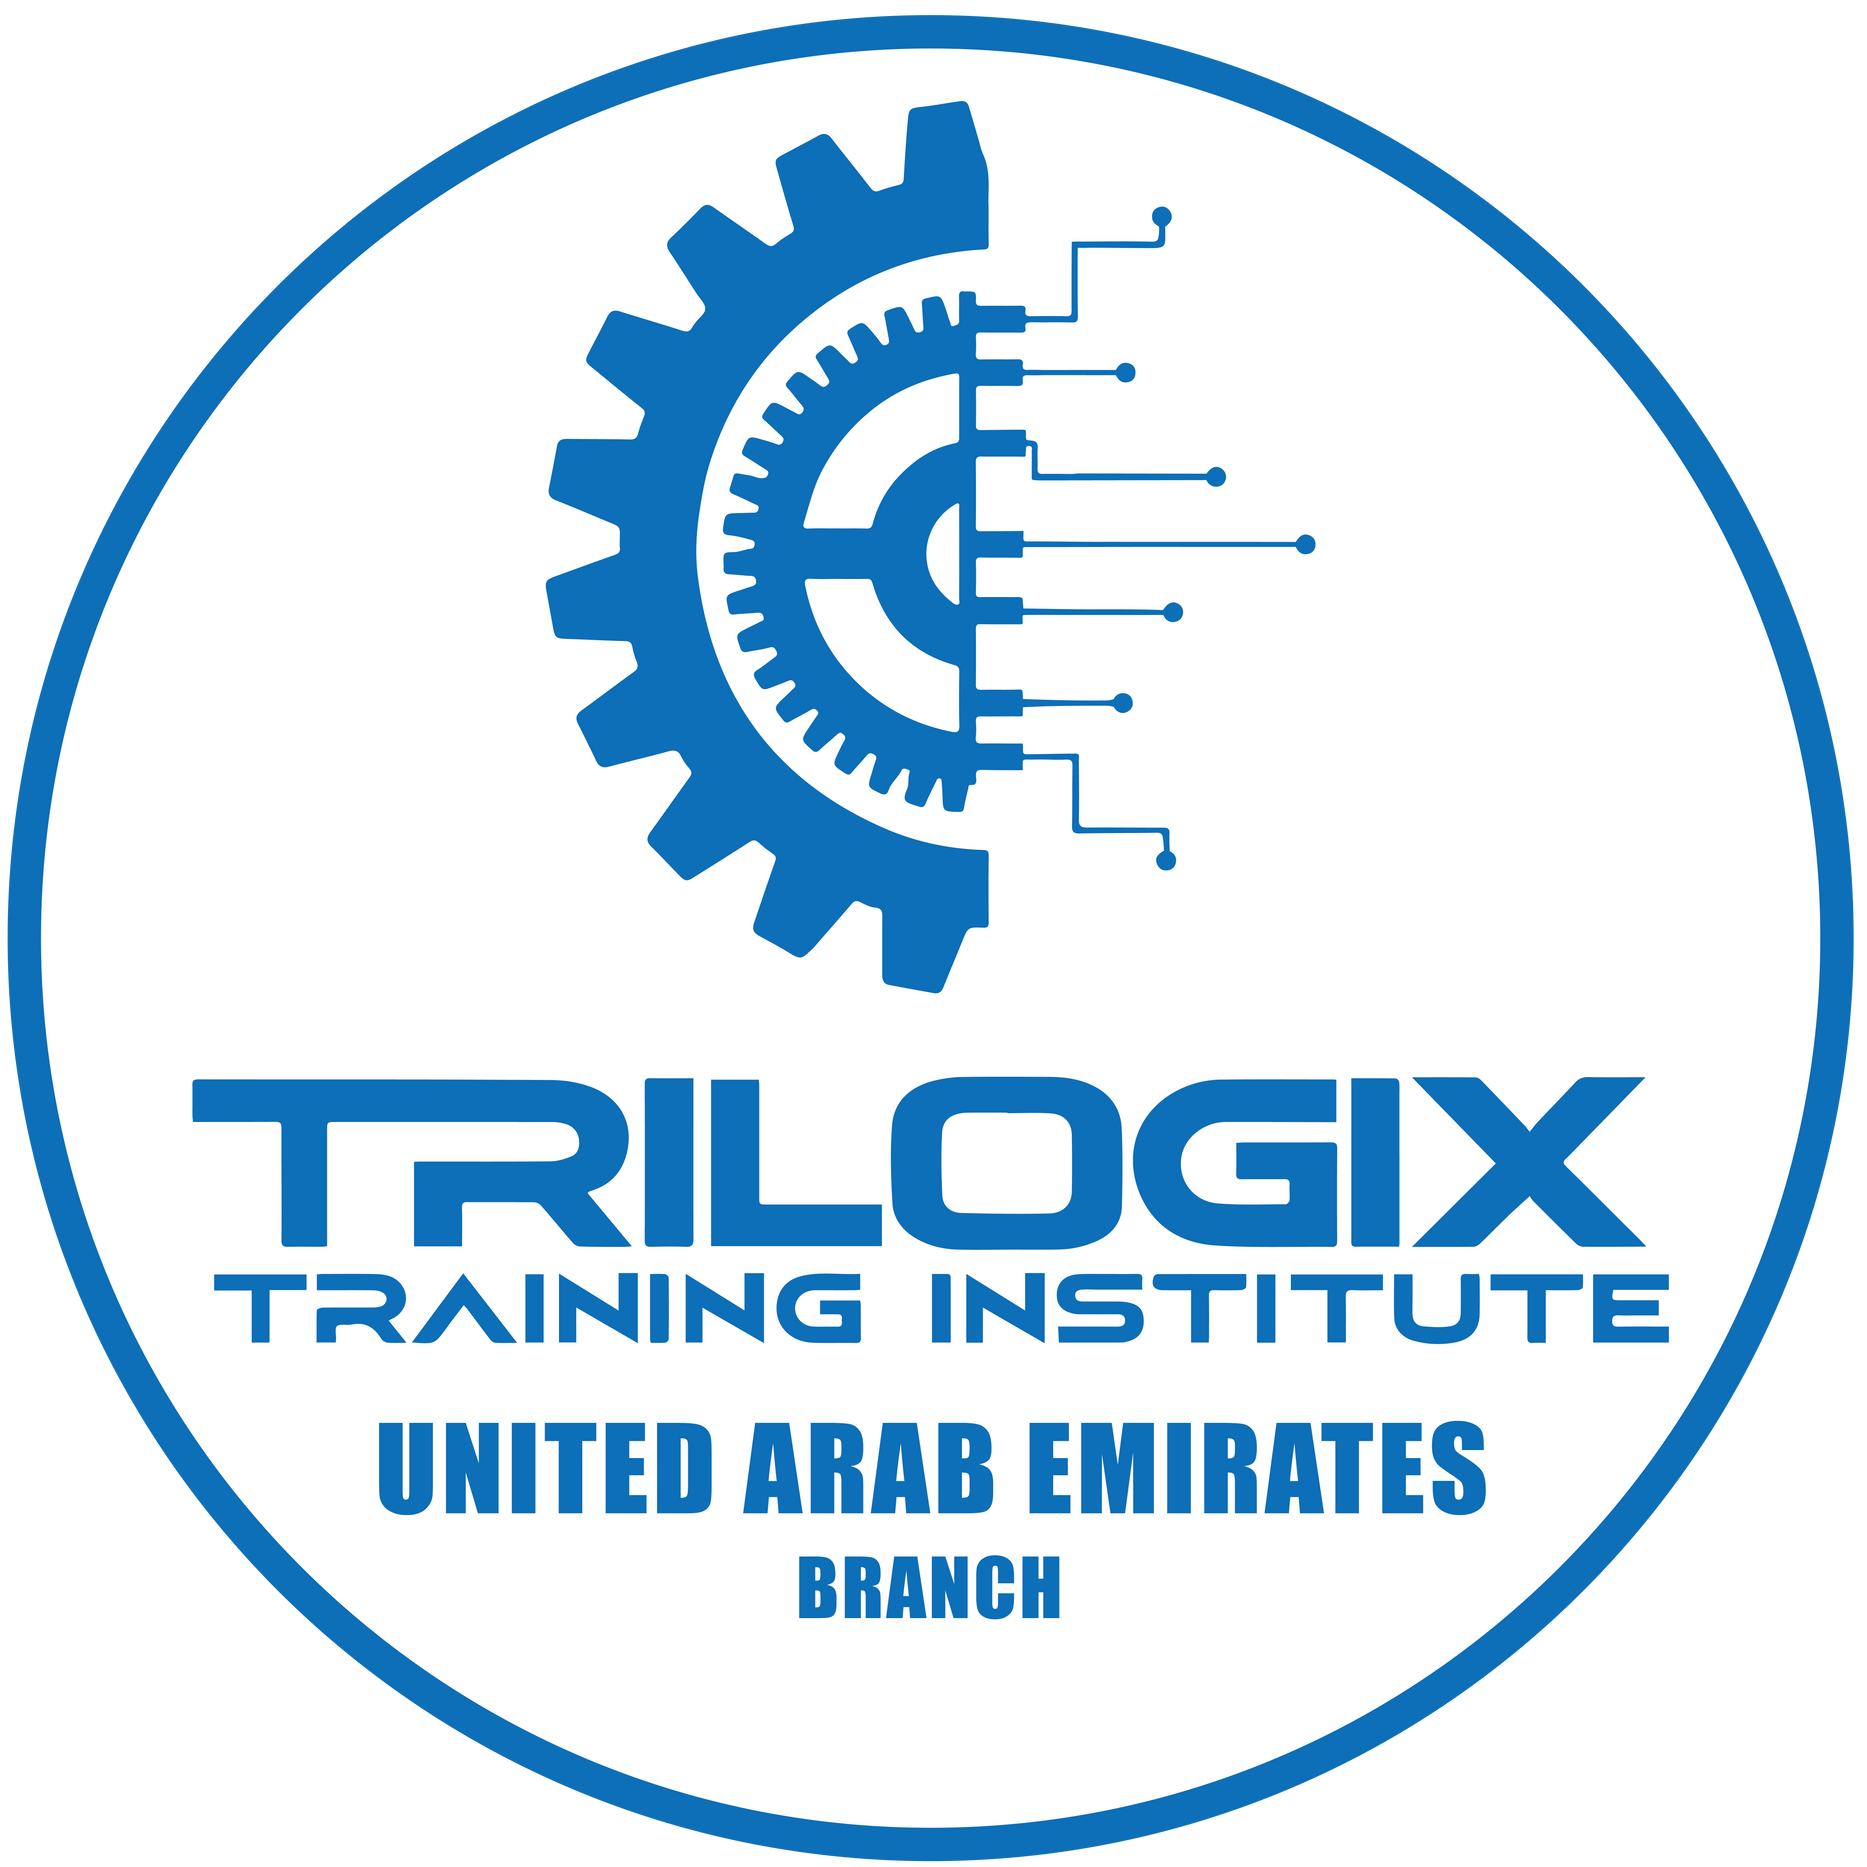 TRILOGIX
TRAINING INSTITUTE
UNITED ARAB EMIRATES
BRANCH